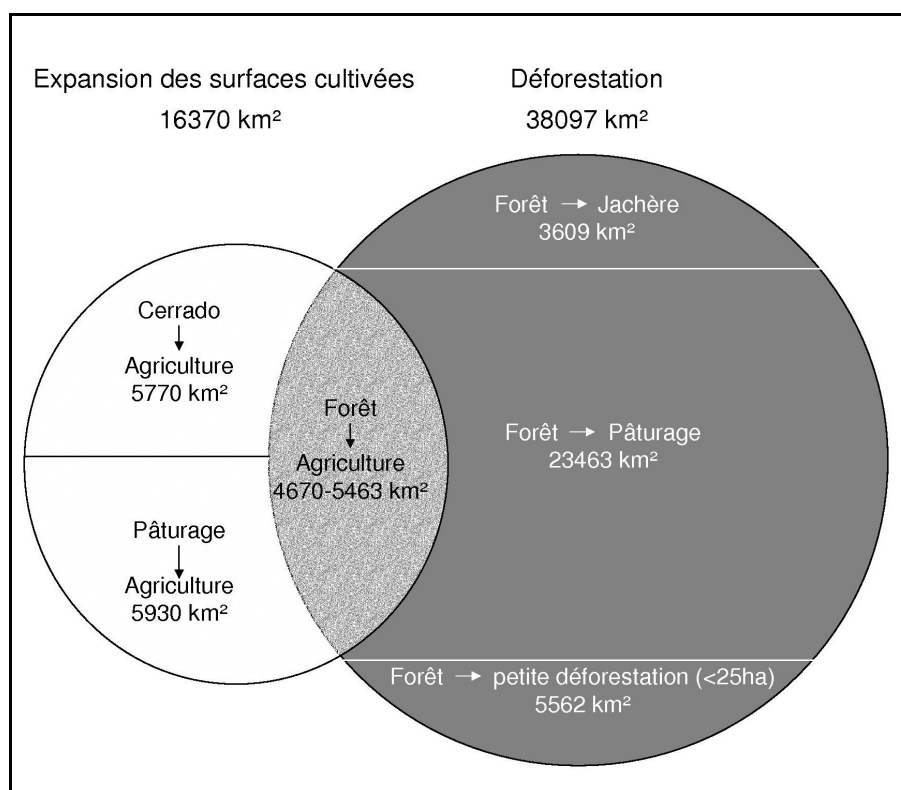 Expansion des surfaces cultivées
16370 km²
Déforestation
38097 km²
Forêt → Jachère
3609 km²
Cerrado
↓
Agriculture
5770 km²
Forêt
↓
Agriculture
4670-5463 km²
Forêt → Pâturage
23463 km²
Pâturage
↓
Agriculture
5930 km²
Forêt → petite déforestation (<25ha)
5562 km²